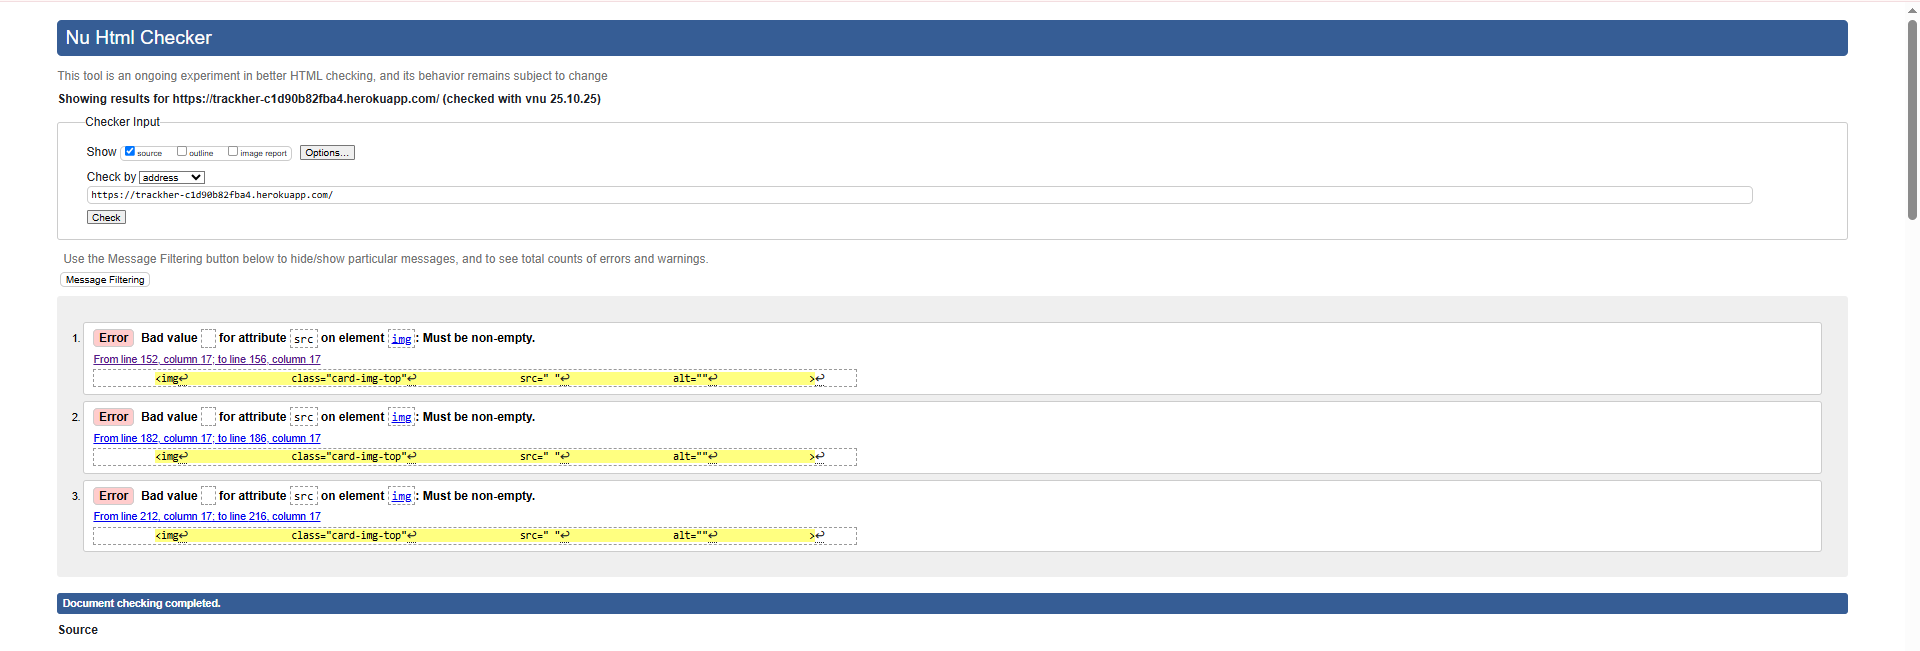 Nu Html Checker
This tool is an ongoing experiment in better HTML checking, and its behavior remains subject to change
Showing results for https://trackher-c1d90b82fba4.herokuapp.com/ (checked with vnu 25.10.25)
Checker Input
Show source outline image report Options...
Check by address
https://trackher-c1d90b82fba4.herokuapp.com/
Check
Use the Message Filtering button below to hide/show particular messages, and to see total counts of errors and warnings.
Message Filtering
1. Error Bad value for attribute src on element img: Must be non-empty.
From line 152, column 17; to line 156, column 17
<img↩ class="card-img-top"↩ src=" "↩ alt=""↩ >↩
2. Error Bad value for attribute src on element img: Must be non-empty.
From line 182, column 17; to line 186, column 17
<img↩ class="card-img-top"↩ src=" "↩ alt=""↩ >↩
3. Error Bad value for attribute src on element img: Must be non-empty.
From line 212, column 17; to line 216, column 17
<img↩ class="card-img-top"↩ src=" "↩ alt=""↩ >↩
Document checking completed.
Source